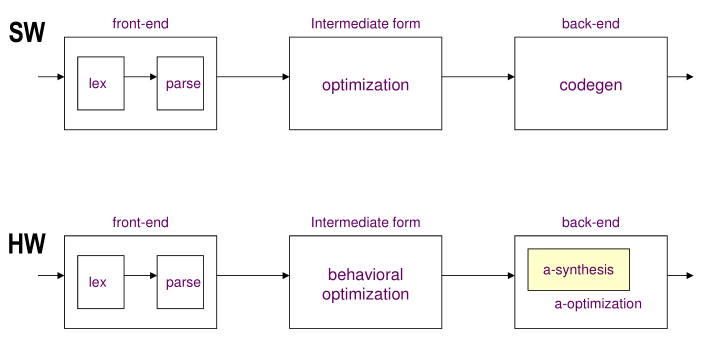 SW
front-end
Intermediate form
back-end
lex
parse
optimization
codegen
HW
front-end
Intermediate form
back-end
lex
parse
behavioral
optimization
a-synthesis
a-optimization